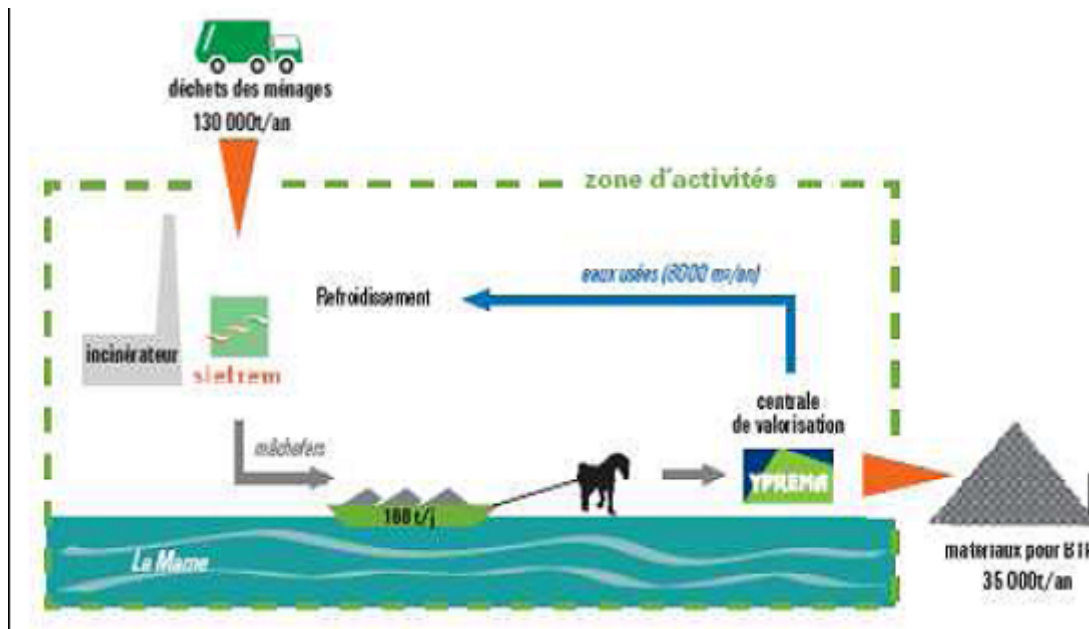 déchets des ménages
130 000t/an
zone d'activités
eaux usées (8000 m³/an)
Refroidissement
incinérateur
sietrem
centrale
de valorisation
mâchefers
YPREMA
t/j
La Marne
matériaux pour
35 000t/an